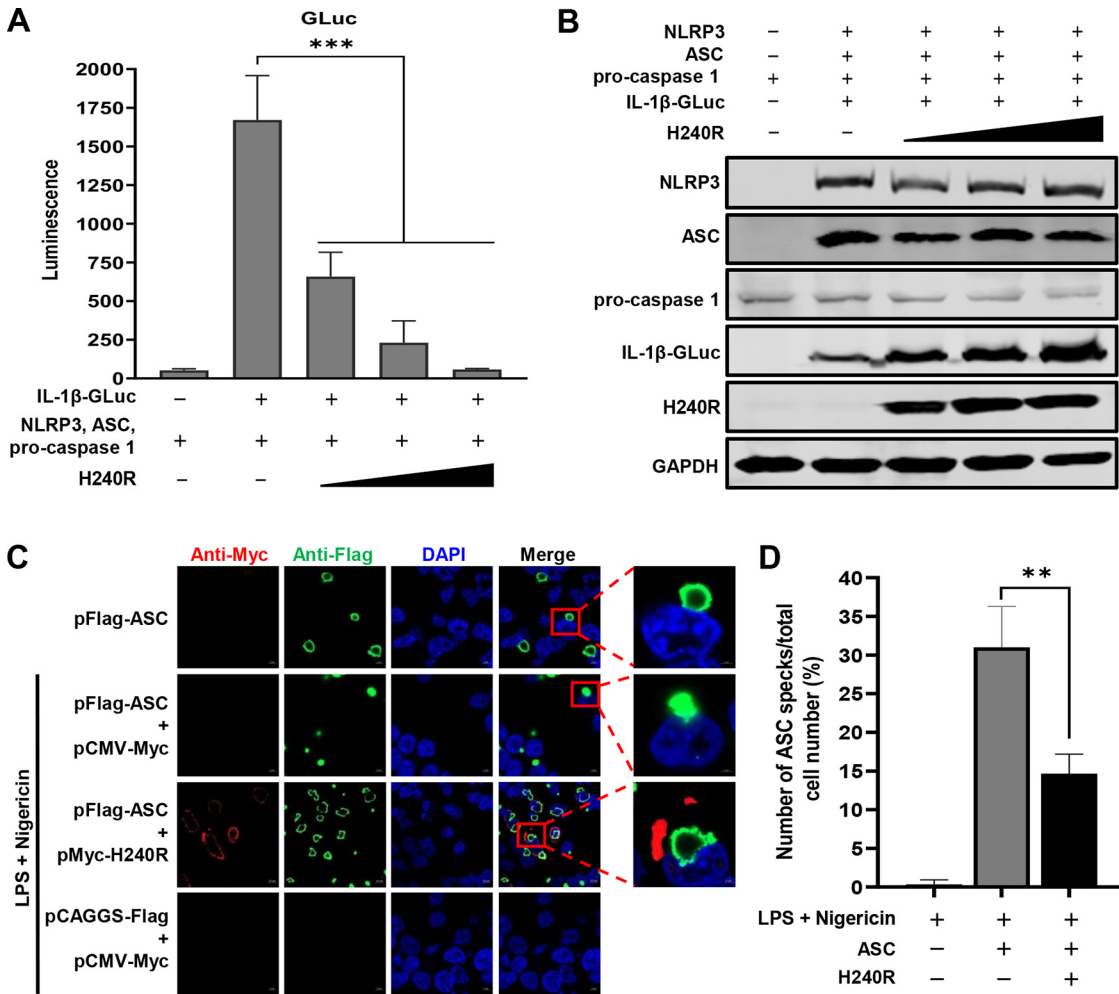 A
GLuc
***
2000
1750
1500
1250
1000
750
500
250
0
Luminescence
IL-1β-GLuc – + + + +
NLRP3, ASC,
pro-caspase 1 + + + + +
H240R – –
B
NLRP3 – + + + +
ASC – + + + +
pro-caspase 1 + + + + +
IL-1β-GLuc – + + + +
H240R – –
NLRP3
ASC
pro-caspase 1
IL-1β-GLuc
H240R
GAPDH
C
Anti-Myc Anti-Flag DAPI Merge
pFlag-ASC
LPS + Nigericin
pFlag-ASC
+
pCMV-Myc
pFlag-ASC
+
pMyc-H240R
pCAGGS-Flag
+
pCMV-Myc
D
**
40
35
30
25
20
15
10
5
0
Number of ASC specks/total
cell number (%)
LPS + Nigericin + + +
ASC – + +
H240R – – +